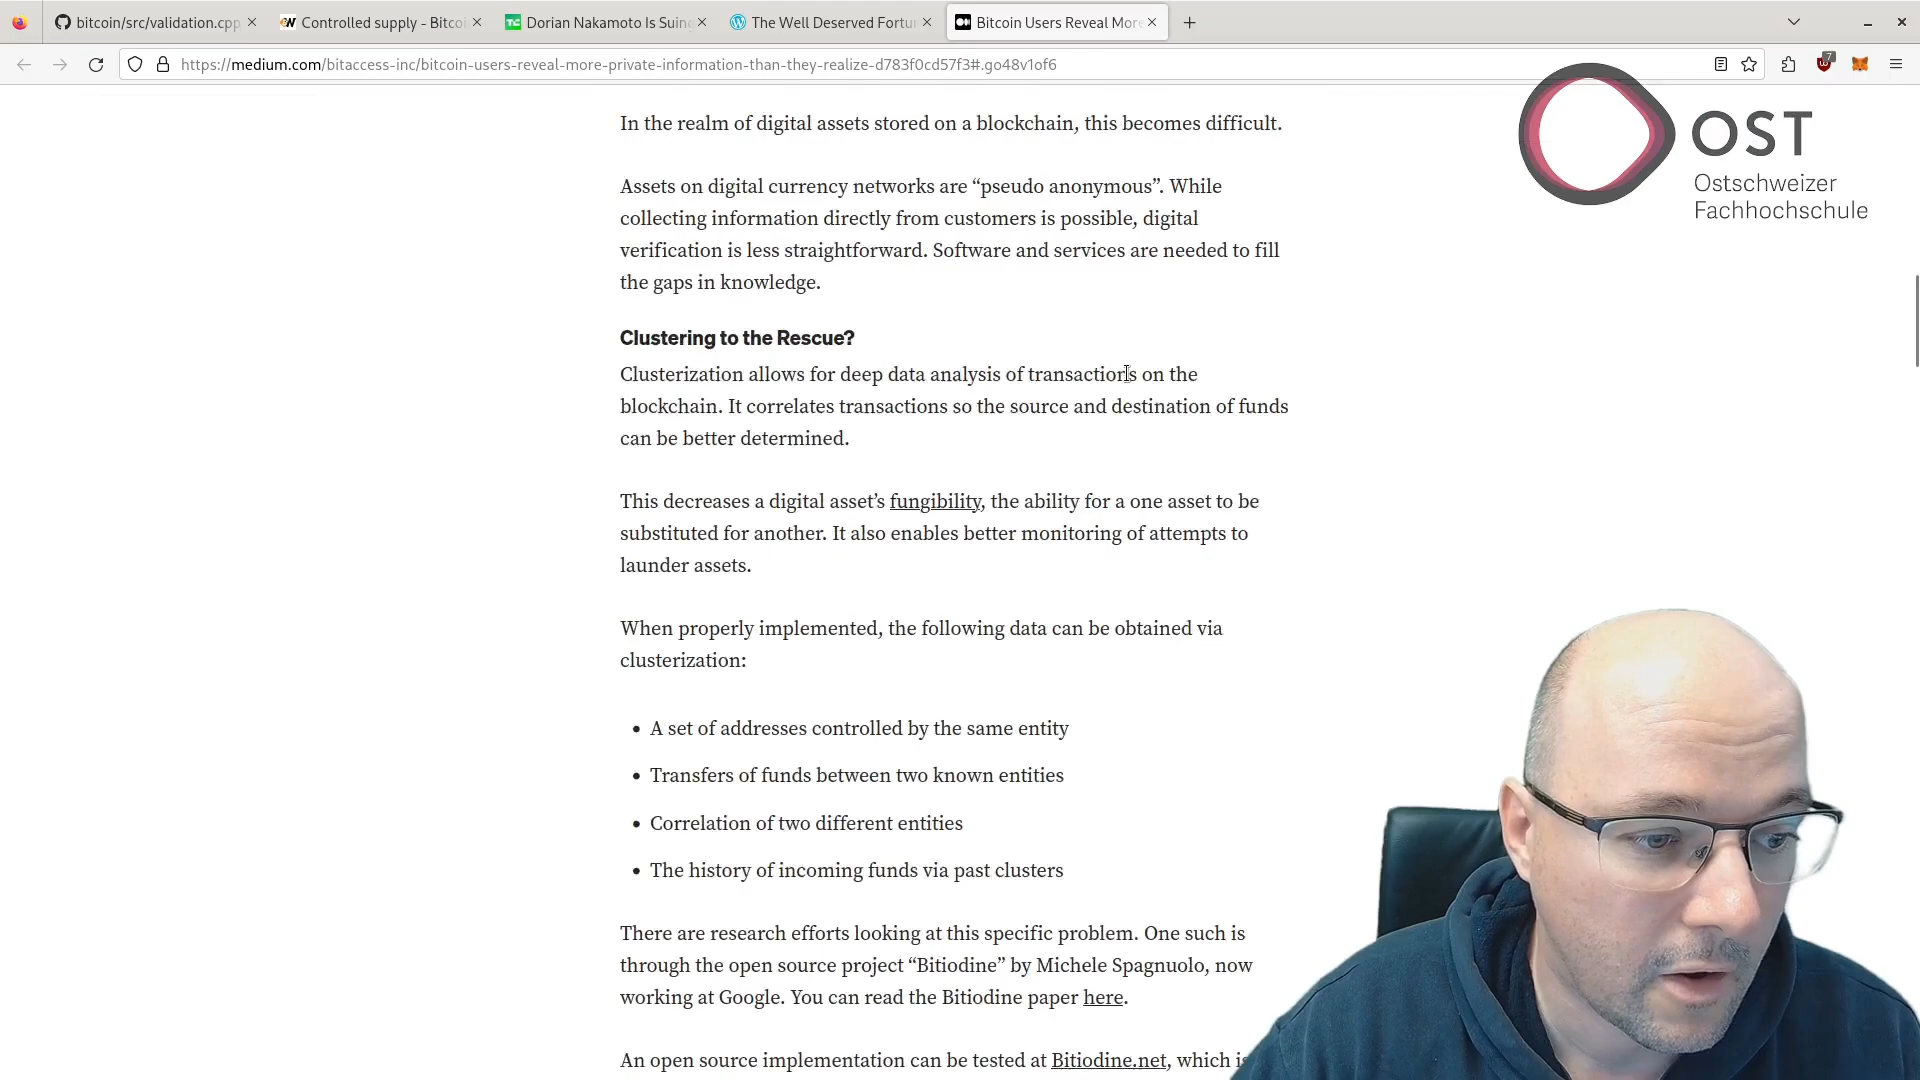 bitcoin/src/validation.cpp
Controlled supply - Bitcoi
Dorian Nakamoto Is Suing
The Well Deserved Fortu
Bitcoin Users Reveal More
https://medium.com/bitaccess-inc/bitcoin-users-reveal-more-private-information-than-they-realize-d783f0cd57f3#.go48v1of6
7
OST
Ostschweizer
Fachhochschule
In the realm of digital assets stored on a blockchain, this becomes difficult.
Assets on digital currency networks are “pseudo anonymous”. While
collecting information directly from customers is possible, digital
verification is less straightforward. Software and services are needed to fill
the gaps in knowledge.
Clustering to the Rescue?
Clusterization allows for deep data analysis of transactions on the
blockchain. It correlates transactions so the source and destination of funds
can be better determined.
This decreases a digital asset’s fungibility, the ability for a one asset to be
substituted for another. It also enables better monitoring of attempts to
launder assets.
When properly implemented, the following data can be obtained via
clusterization:
• A set of addresses controlled by the same entity
• Transfers of funds between two known entities
• Correlation of two different entities
• The history of incoming funds via past clusters
There are research efforts looking at this specific problem. One such is
through the open source project “Bitiodine” by Michele Spagnuolo, now
working at Google. You can read the Bitiodine paper here.
An open source implementation can be tested at Bitiodine.net, which